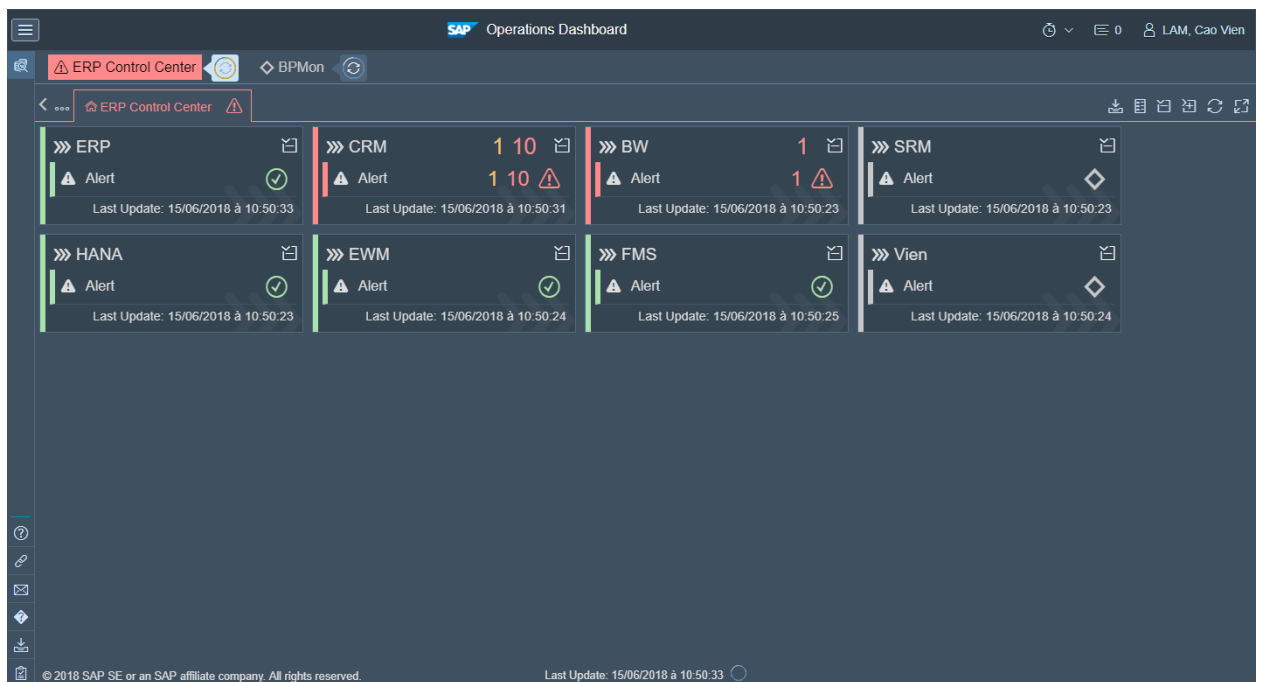 SAP Operations Dashboard
0 LAM, Cao Vien
ERP Control Center BPMon
ERP Control Center
ERP
Alert
Last Update: 15/06/2018 à 10:50:33
CRM 1 10
Alert 1 10
Last Update: 15/06/2018 à 10:50:31
BW 1
Alert 1
Last Update: 15/06/2018 à 10:50:23
SRM
Alert
Last Update: 15/06/2018 à 10:50:23
HANA
Alert
Last Update: 15/06/2018 à 10:50:23
EWM
Alert
Last Update: 15/06/2018 à 10:50:24
FMS
Alert
Last Update: 15/06/2018 à 10:50:25
Vien
Alert
Last Update: 15/06/2018 à 10:50:24
© 2018 SAP SE or an SAP affiliate company. All rights reserved.
Last Update: 15/06/2018 à 10:50:33